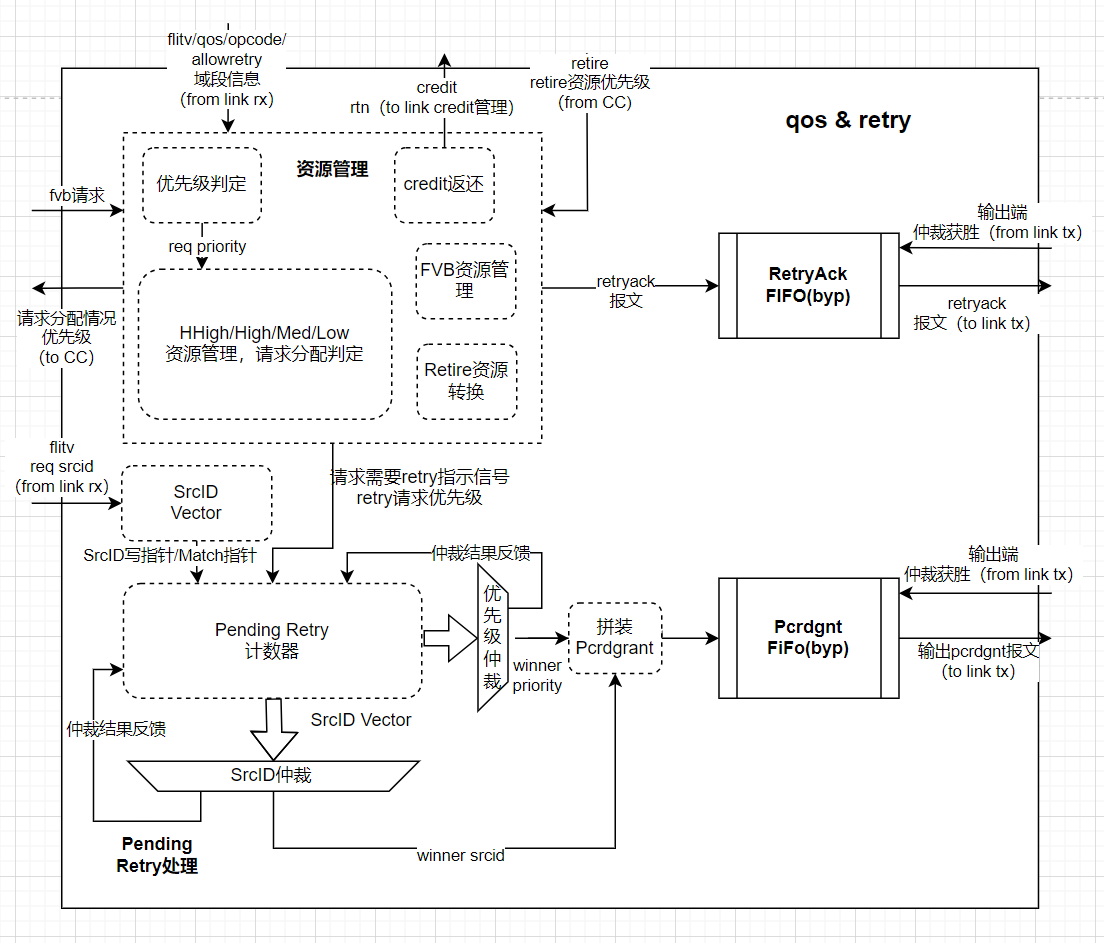 flitv/qos/opcode/
allowretry
域段信息
（from link rx)
credit
rtn（to link credit管理）
retire
retire资源优先级
（from CC)
qos & retry
资源管理
优先级判定
credit返还
fvb请求
req priority
FVB资源管
理
HHigh/High/Med/Low
资源管理，请求分配判定
Retire资源
转换
请求分配情况
优先级
(to CC)
retryack
报文
RetryAck
FIFO(byp)
输出端
仲裁获胜（from link tx）
retryack
报文（to link tx)
flitv
req srcid
(from link rx)
SrcID
Vector
请求需要retry指示信号
retry请求优先级
SrcID写指针/Match指针
仲裁结果反馈
Pending Retry
计数器
优
先
级
仲
裁
winner
priority
拼装
Pcrdgrant
Pcrdgnt
FiFo(byp)
输出端
仲裁获胜（from link tx）
输出pcrdgnt报文
(to link tx)
仲裁结果反馈
SrcID Vector
SrcID仲裁
winner srcid
Pending
Retry处理